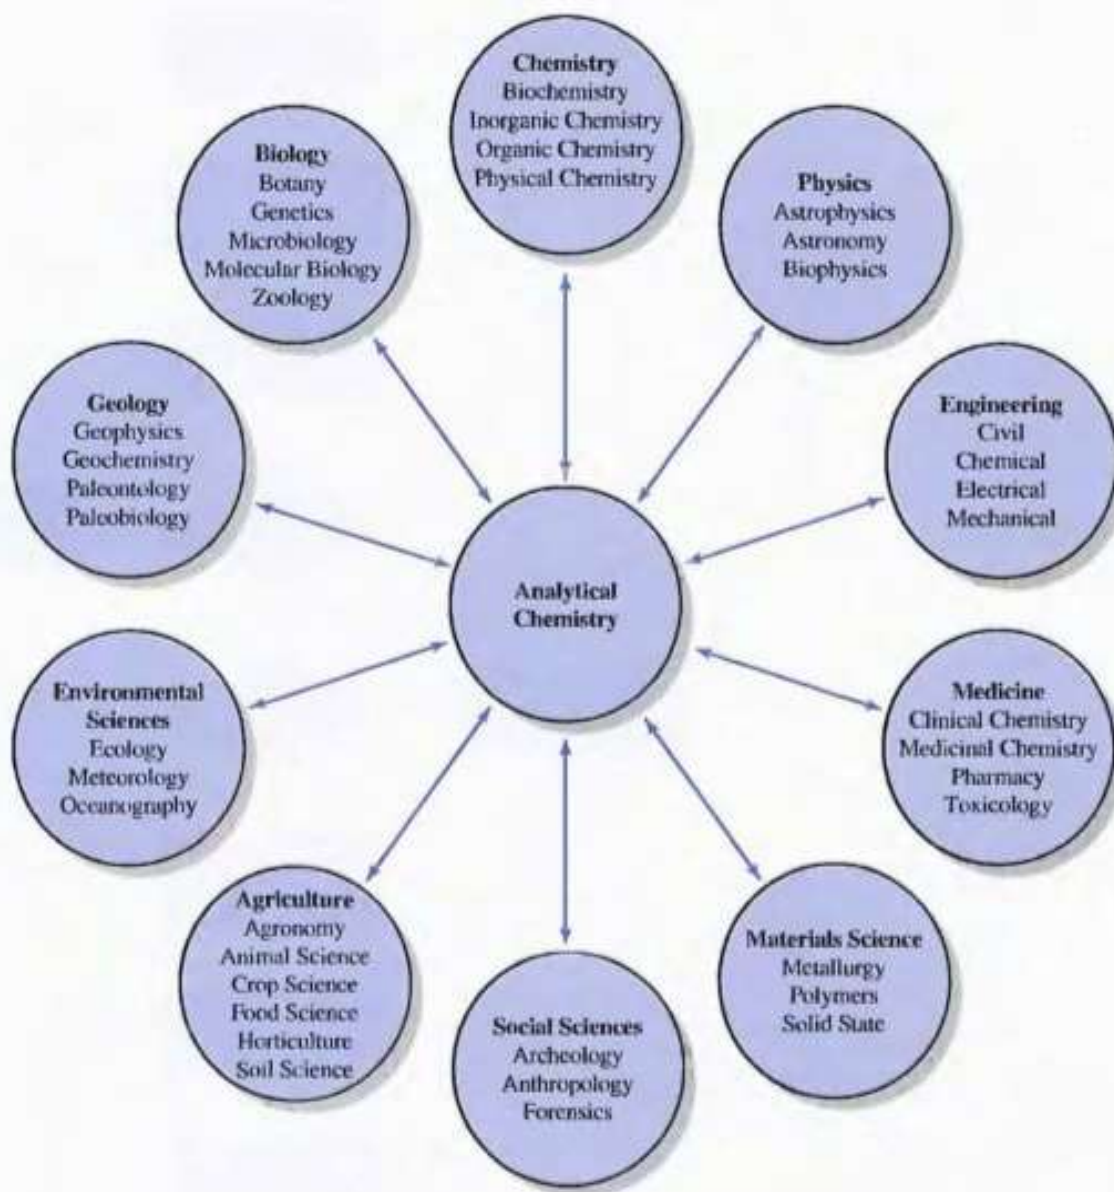 Chemistry
Biochemistry
Inorganic Chemistry
Organic Chemistry
Physical Chemistry
Physics
Astrophysics
Astronomy
Biophysics
Engineering
Civil
Chemical
Electrical
Mechanical
Medicine
Clinical Chemistry
Medicinal Chemistry
Pharmacy
Toxicology
Materials Science
Metallurgy
Polymers
Solid State
Social Sciences
Archeology
Anthropology
Forensics
Agriculture
Agronomy
Animal Science
Crop Science
Food Science
Horticulture
Soil Science
Environmental
Sciences
Ecology
Meteorology
Oceanography
Geology
Geophysics
Geochemistry
Paleontology
Paleobiology
Biology
Botany
Genetics
Microbiology
Molecular Biology
Zoology
Analytical
Chemistry